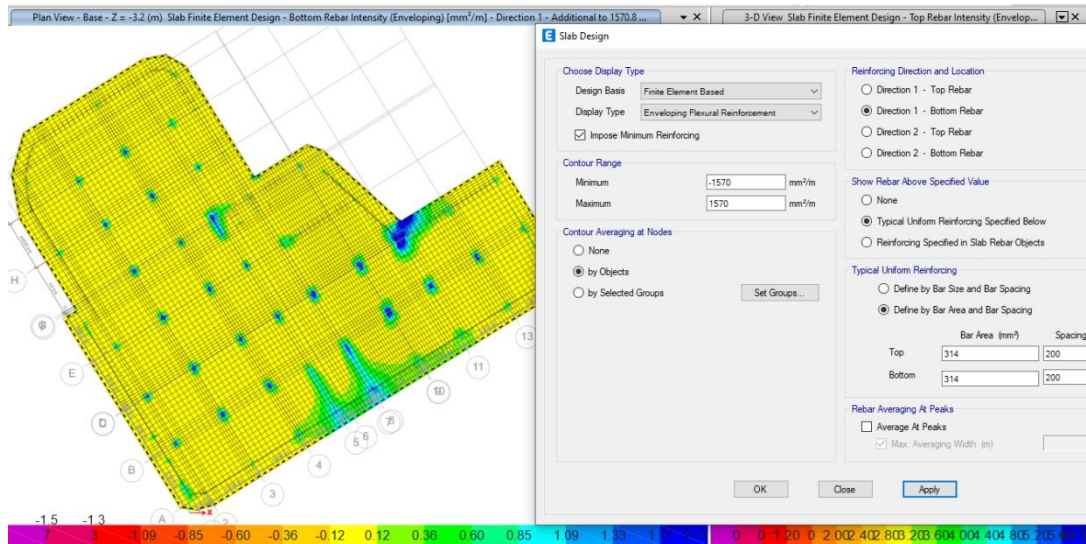 Plan View - Base - Z = -3.2 (m) Slab Finite Element Design - Bottom Rebar Intensity (Enveloping) [mm²/m] - Direction 1 - Additional to 1570.8 ...
3-D View Slab Finite Element Design - Top Rebar Intensity (Envelop...
E Slab Design
Choose Display Type
Design Basis Finite Element Based
Display Type Enveloping Flexural Reinforcement
Impose Minimum Reinforcing
Contour Range
Minimum -1570 mm²/m
Maximum 1570 mm²/m
Contour Averaging at Nodes
None
by Objects
by Selected Groups Set Groups...
Reinforcing Direction and Location
Direction 1 - Top Rebar
Direction 1 - Bottom Rebar
Direction 2 - Top Rebar
Direction 2 - Bottom Rebar
Show Rebar Above Specified Value
None
Typical Uniform Reinforcing Specified Below
Reinforcing Specified in Slab Rebar Objects
Typical Uniform Reinforcing
Define by Bar Size and Bar Spacing
Define by Bar Area and Bar Spacing
Bar Area (mm²) Spacing
Top 314 200
Bottom 314 200
Rebar Averaging At Peaks
Average At Peaks
Max. Averaging Width (m)
OK Close Apply
H
E
D
B
A
2
3
4
5
6
8
11
13
X
-1.5 -1.3
7 3 -1.09 -0.85 -0.60 -0.36 -0.12 0.12 0.36 0.60 0.85 1.09 1.33